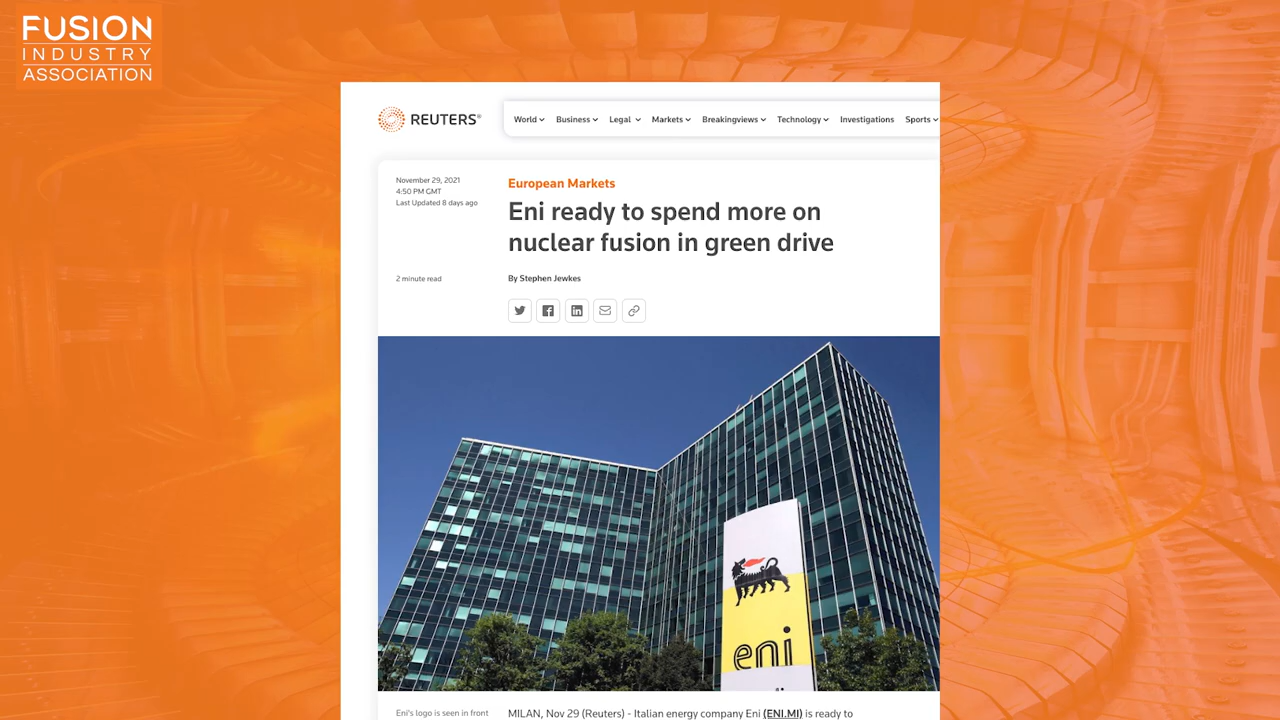 FUSION
INDUSTRY
ASSOCIATION
REUTERS®
World Business Legal Markets Breakingviews Technology Investigations Sports
November 29, 2021
4:50 PM GMT
Last Updated 8 days ago
European Markets
Eni ready to spend more on
nuclear fusion in green drive
2 minute read
By Stephen Jewkes
eni
Eni's logo is seen in front
MILAN, Nov 29 (Reuters) - Italian energy company Eni (ENI.MI) is ready to